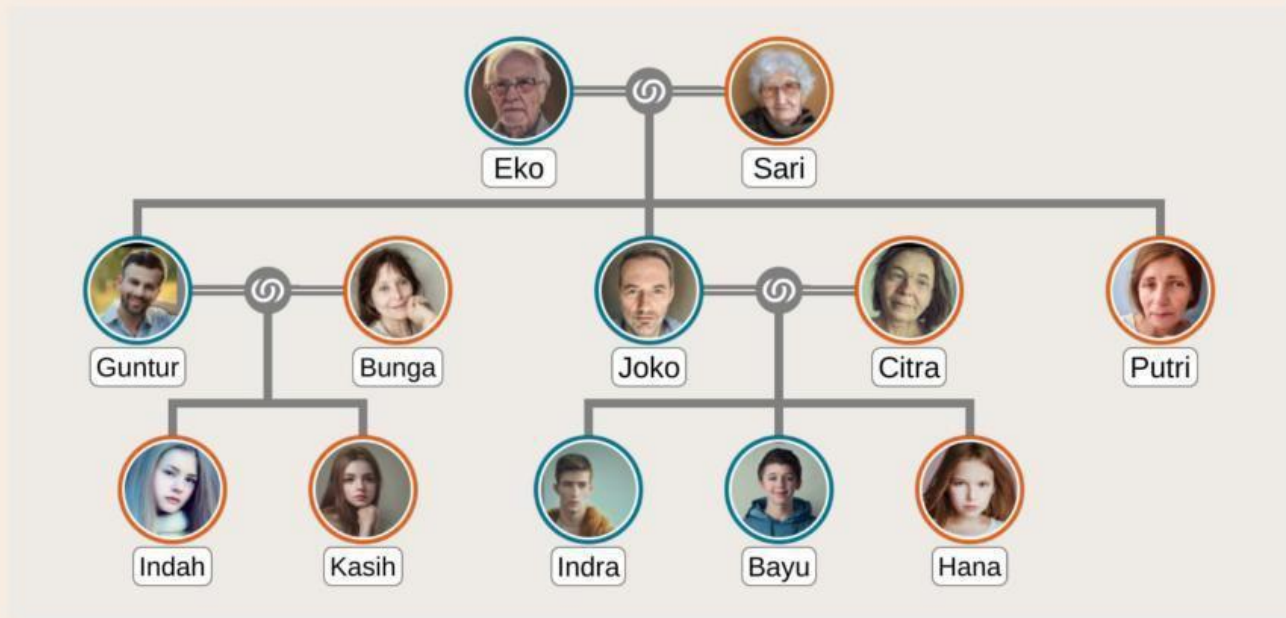 Eko
Sari
Guntur
Bunga
Joko
Citra
Putri
Indah
Kasih
Indra
Bayu
Hana